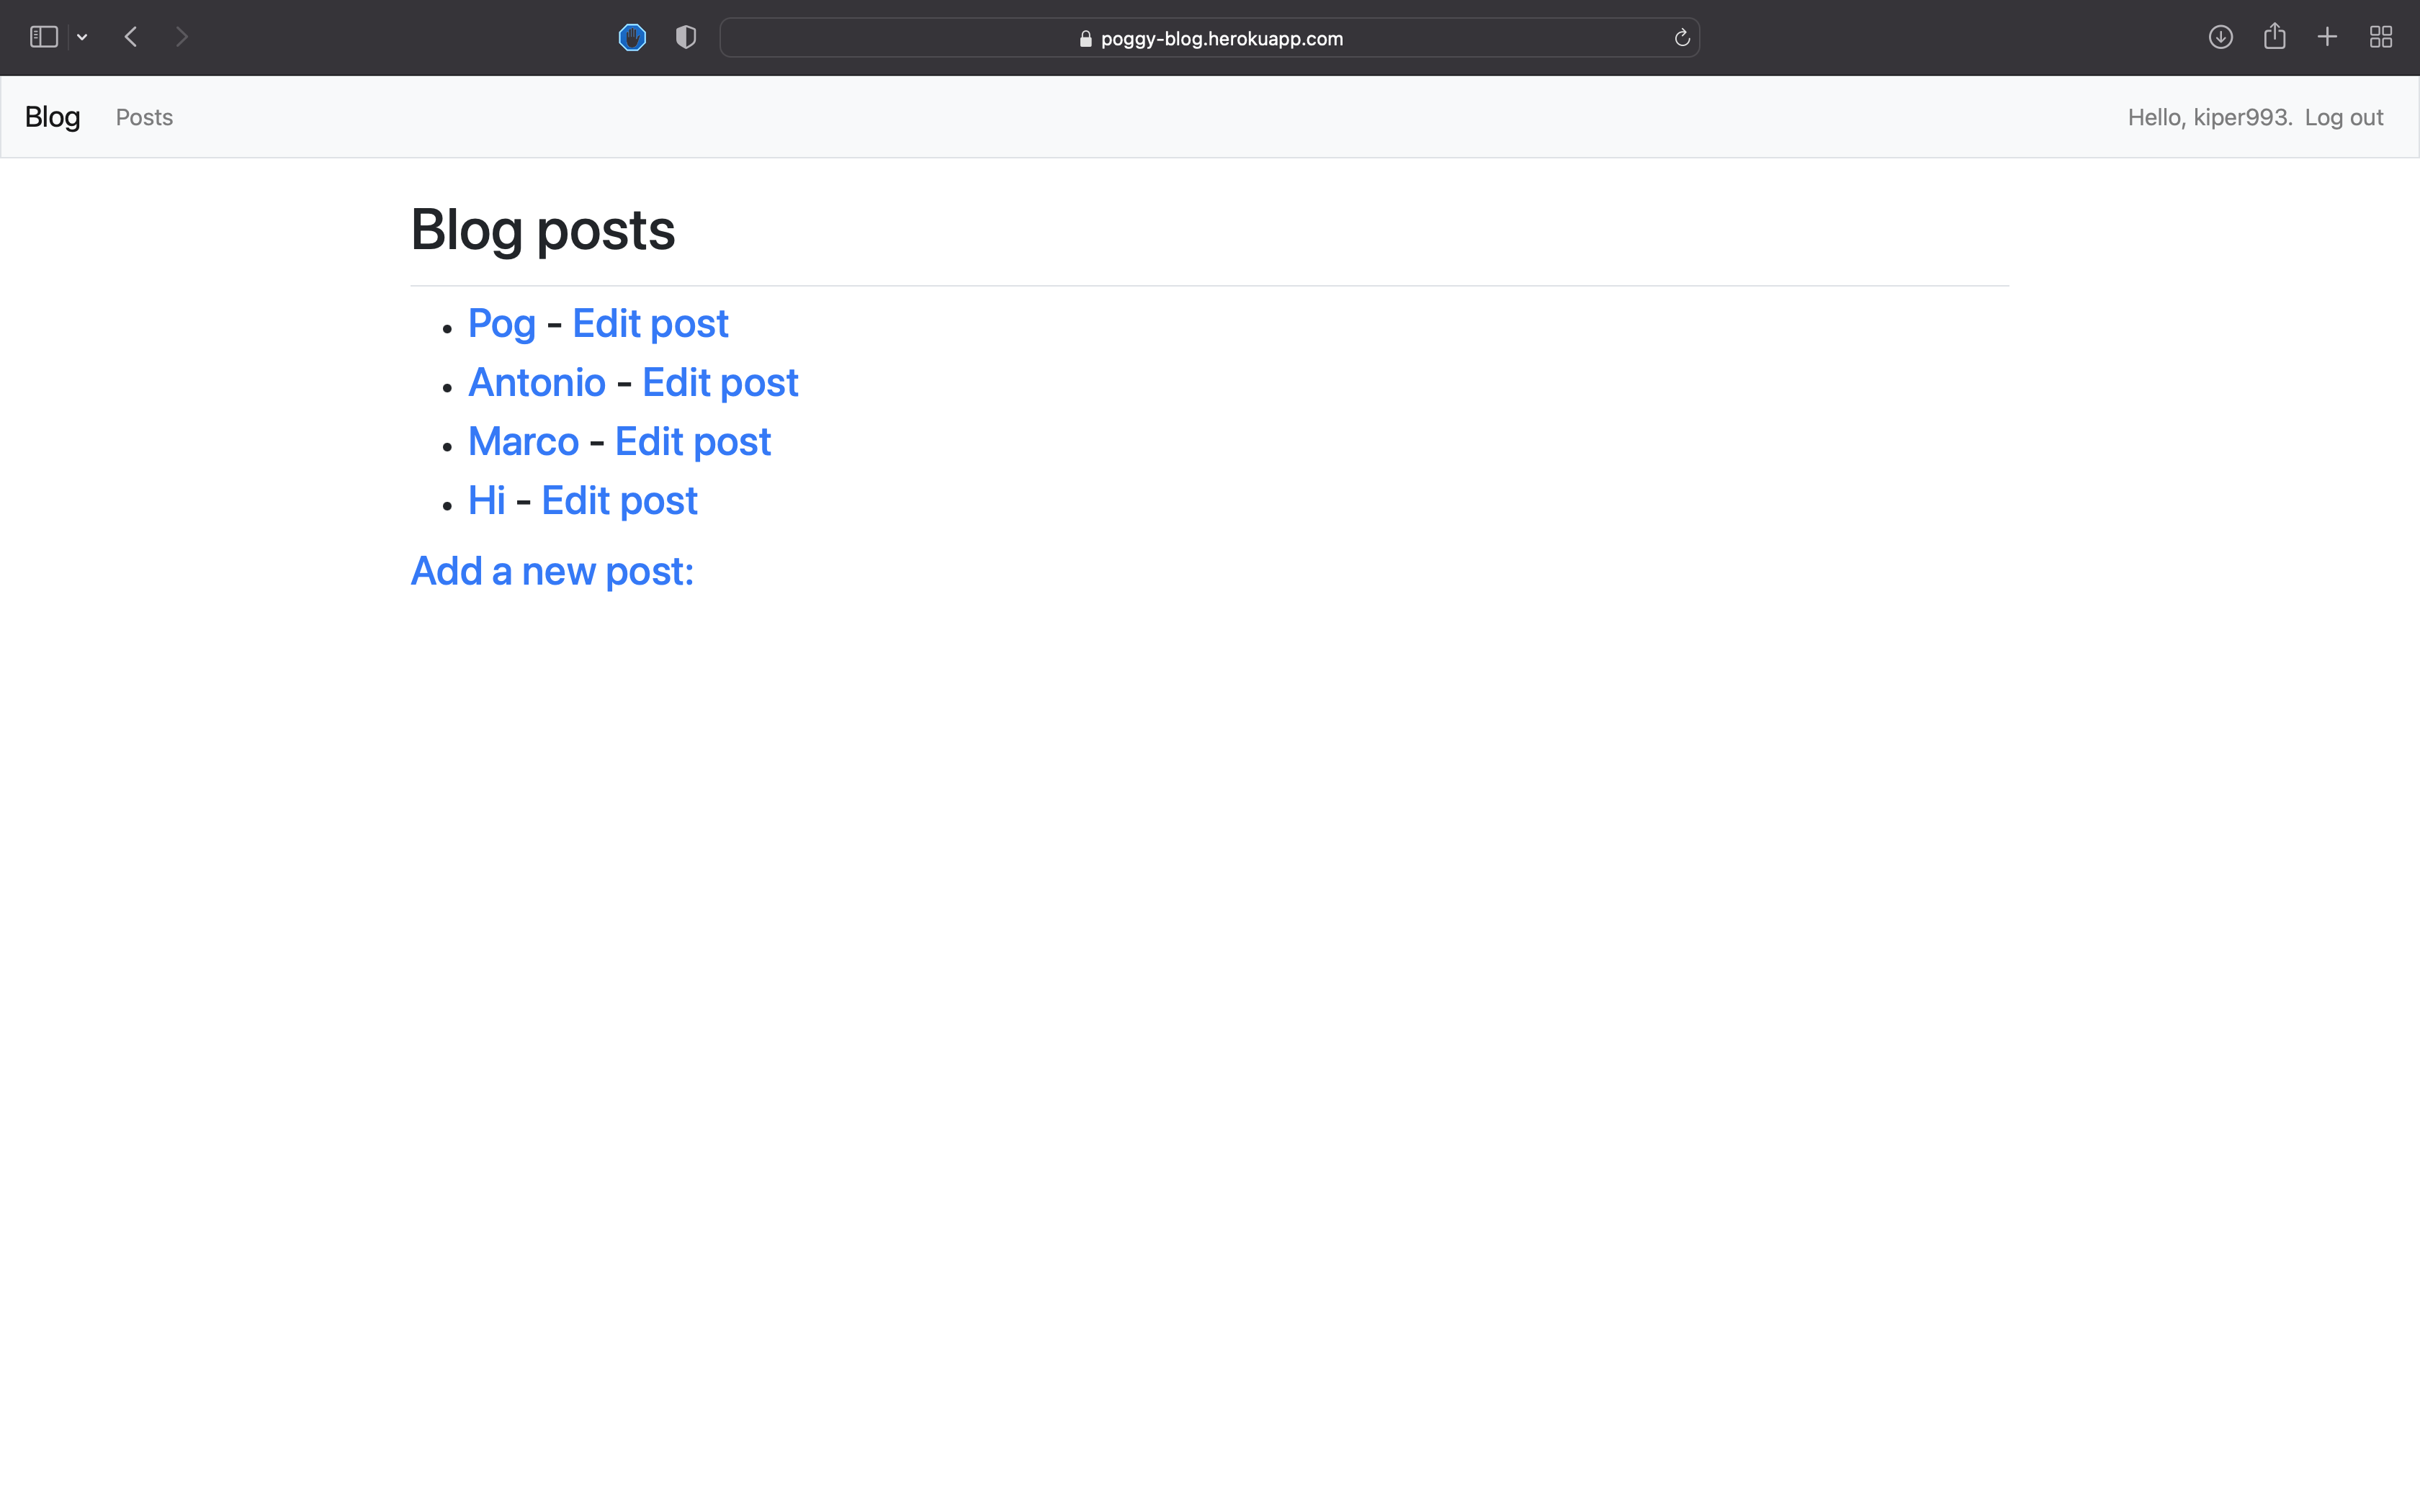 poggy-blog.herokuapp.com
Blog Posts Hello, kiper993. Log out
Blog posts
• Pog - Edit post
• Antonio - Edit post
• Marco - Edit post
• Hi - Edit post
Add a new post: